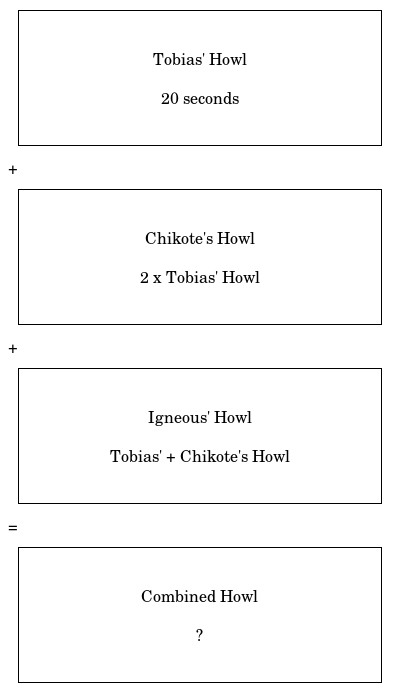 Tobias' Howl
20 seconds
+
Chikote's Howl
2 x Tobias' Howl
+
Igneous' Howl
Tobias' + Chikote's Howl
=
Combined Howl
?